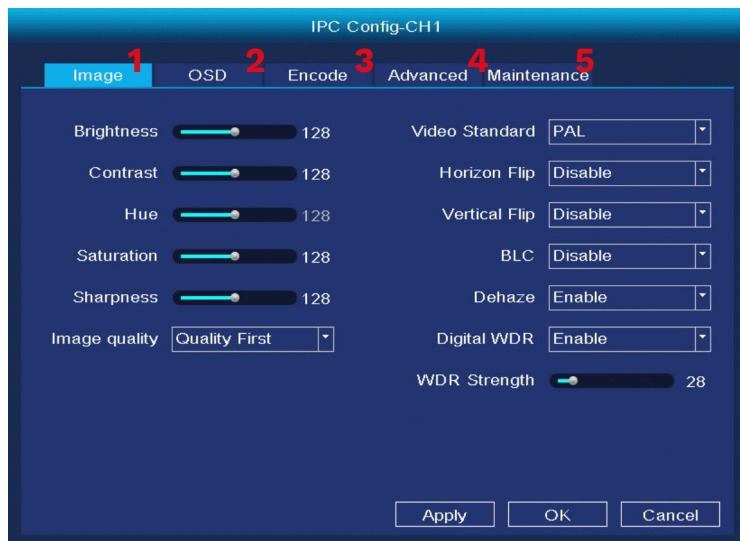 IPC Config-CH1
1 2 3 4 5
Image OSD Encode Advanced Maintenance
Brightness 128 Video Standard PAL
Contrast 128 Horizon Flip Disable
Hue 128 Vertical Flip Disable
Saturation 128 BLC Disable
Sharpness 128 Dehaze Enable
Image quality Quality First Digital WDR Enable
WDR Strength 28
Apply OK Cancel